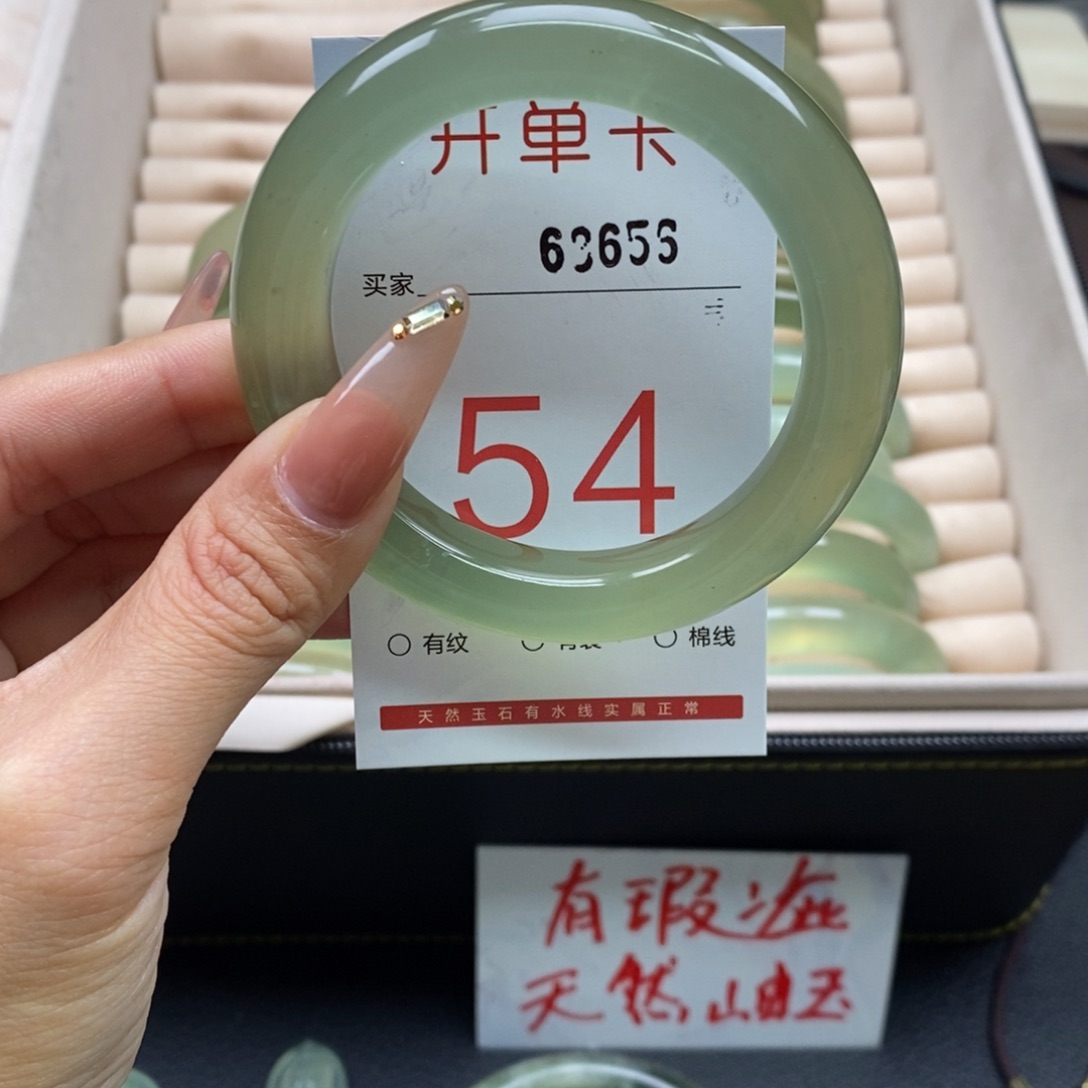 开单卡
买家
54
有纹
棉线
天然玉石有水线实属正常
有瑕疵
天然岫玉